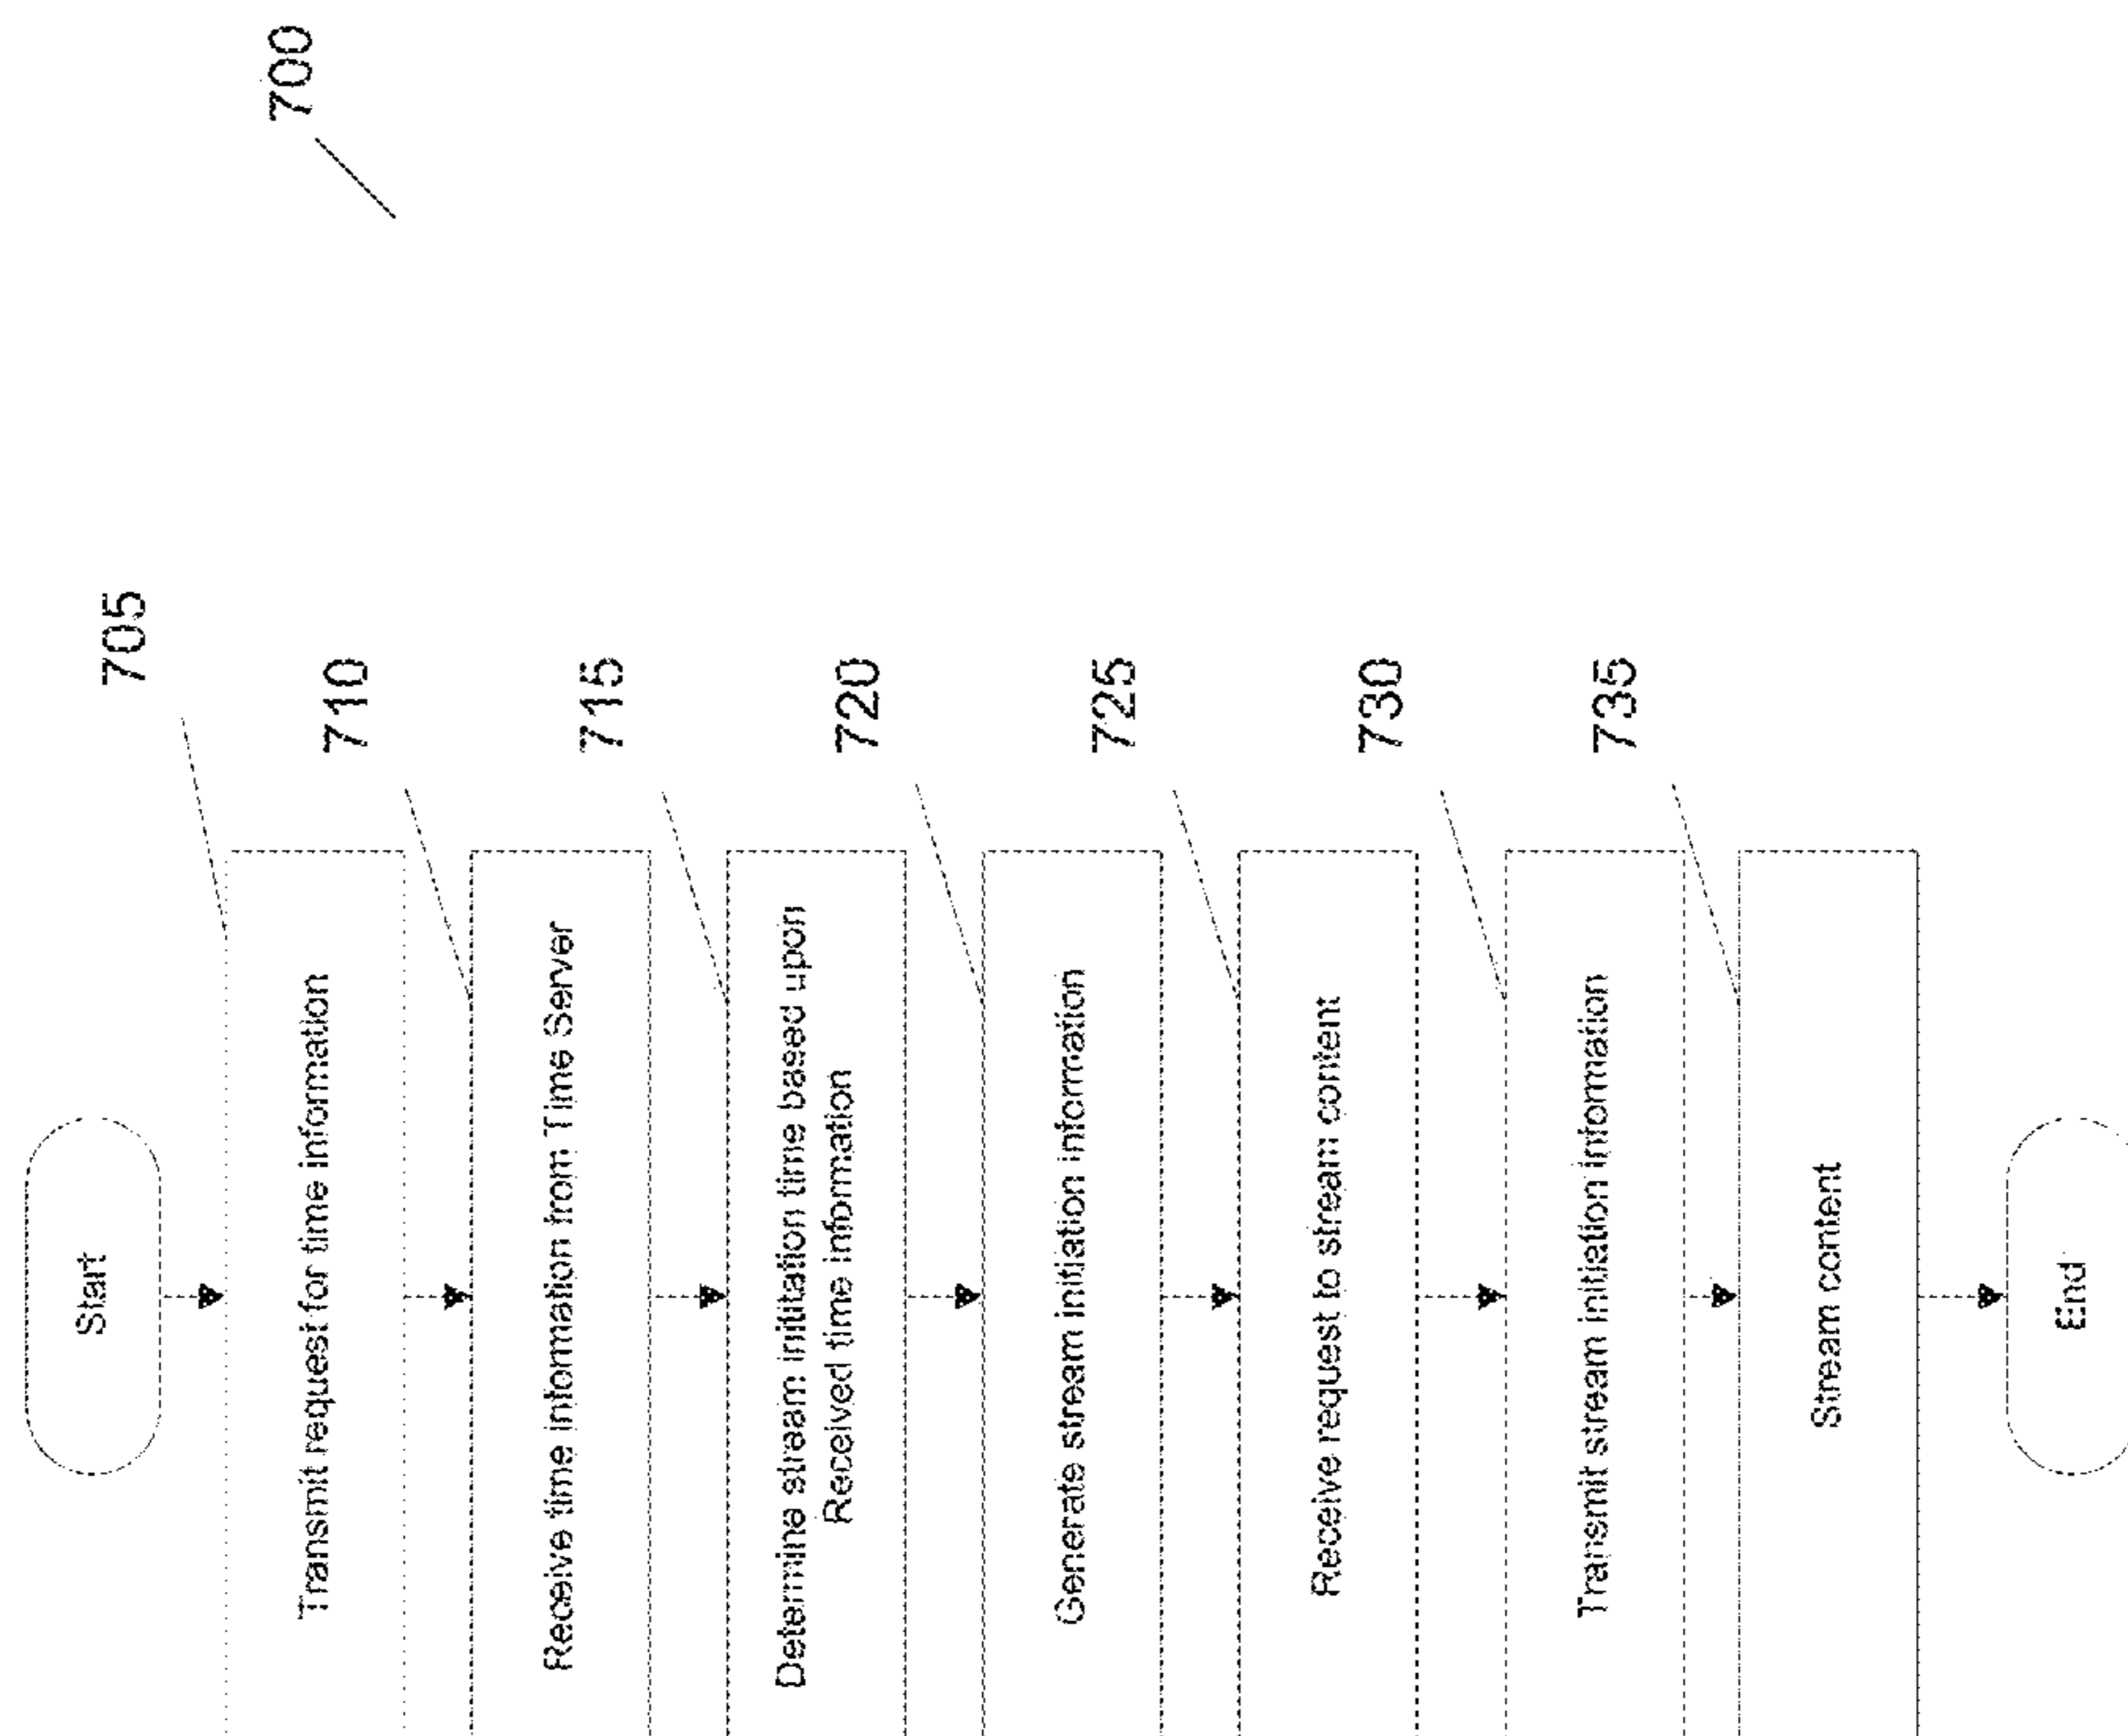 700
Start
705
Transmit request for time information
710
Receive time information from Time Server
715
Determine stream inititation time based upon
Received time information
720
Generate stream initiation information
725
Receive request to stream content
730
Transmit stream initiation information
735
Stream content
End